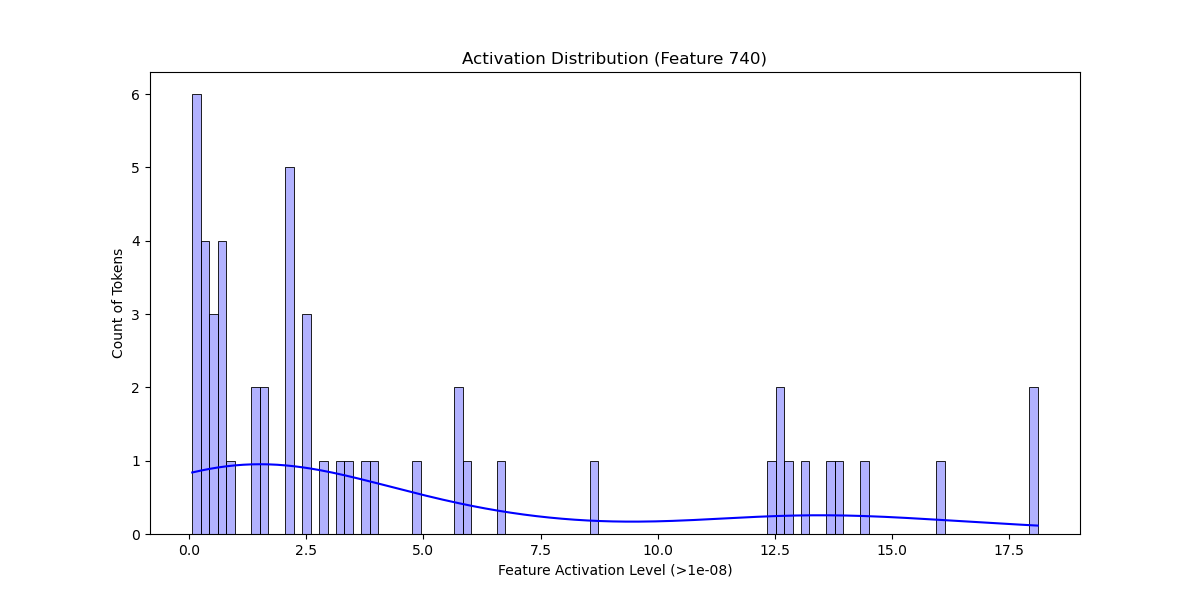 Activation Distribution (Feature 740)
6
5
4
3
2
1
0
Count of Tokens
0.0 2.5 5.0 7.5 10.0 12.5 15.0 17.5
Feature Activation Level (>1e-08)